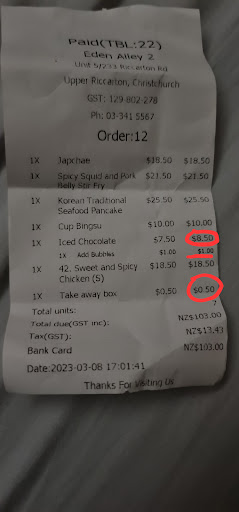 Paid(TBL:22)
Eden Alley 2
Unit 5/233 Riccarton Rd
Upper Riccarton, Christchurch
GST: 129-802-278
Ph: 03-341 5567
Order:12
1X Japchae $18.50 $18.50
1X Spicy Squid and Pork $21.50 $21.50
Belly Stir Fry
1X Korean Traditional $25.50 $25.50
Seafood Pancake
1X Cup Bingsu $10.00 $10.00
1X Iced Chocolate $7.50 $8.50
1X Add Bubbles $1.00 $1.00
1X 42. Sweet and Spicy $18.50 $18.50
Chicken (S)
1X Take away box $0.50 $0.50
Total units: 7
Total due(GST inc): NZ$103.00
Tax(GST): NZ$13.43
Bank Card NZ$103.00
Date:2023-03-08 17:01:41
Thanks For Visiting Us